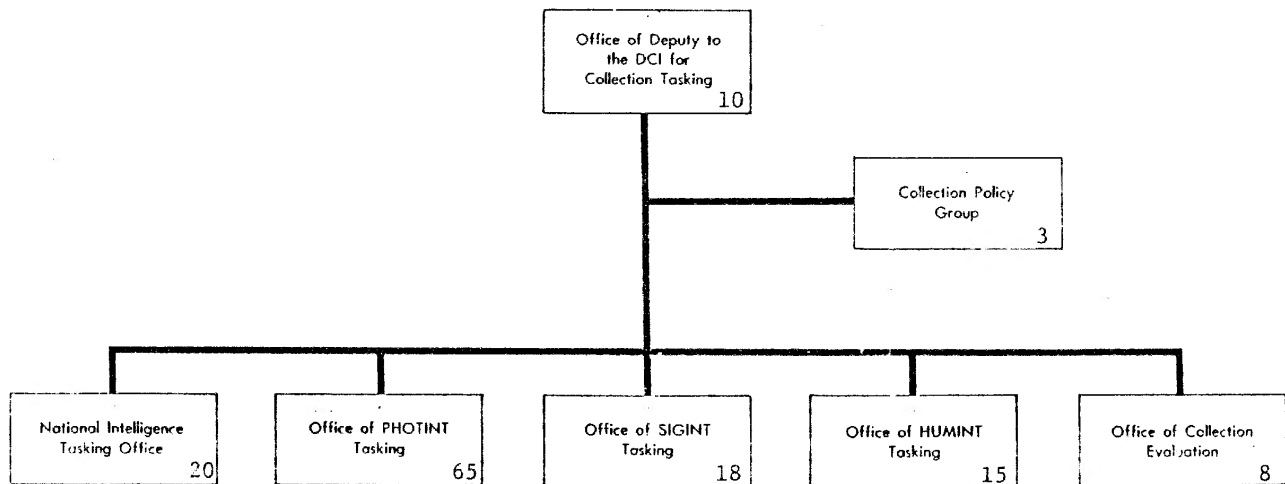 Office of Deputy to
the DCI for
Collection Tasking
10
Collection Policy
Group
3
National Intelligence
Tasking Office
20
Office of PHOTINT
Tasking
65
Office of SIGINT
Tasking
18
Office of HUMINT
Tasking
15
Office of Collection
Evaluation
8